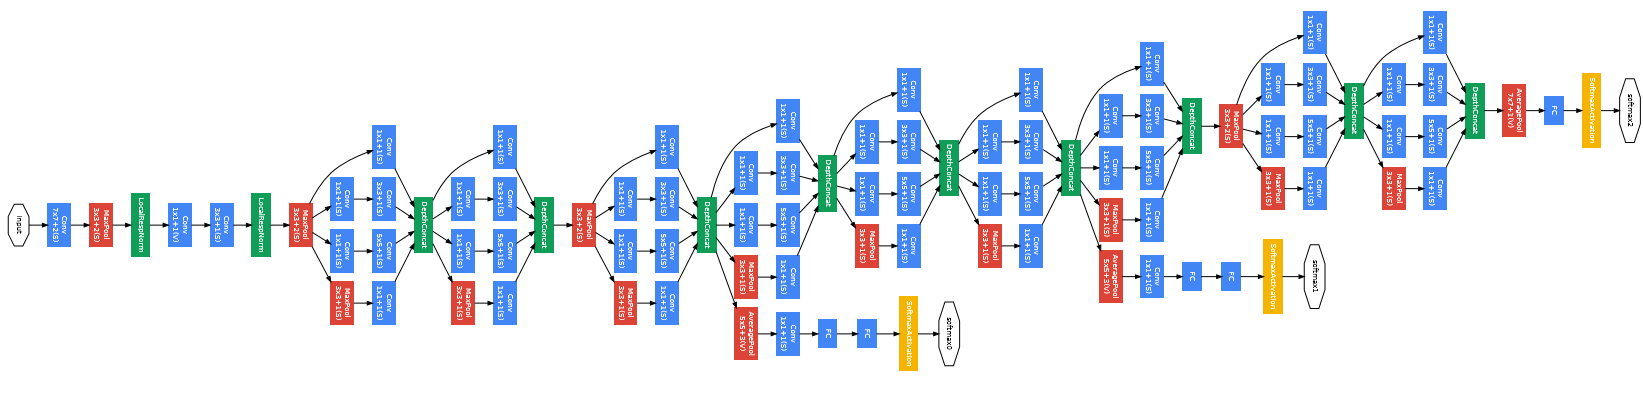 input
Conv
7x7+2(S)
MaxPool
3x3+2(S)
LocalRespNorm
Conv
1x1+1(V)
Conv
3x3+1(S)
LocalRespNorm
MaxPool
3x3+2(S)
Conv
1x1+1(S)
Conv
1x1+1(S)
MaxPool
3x3+1(S)
Conv
1x1+1(S)
Conv
3x3+1(S)
Conv
5x5+1(S)
Conv
1x1+1(S)
DepthConcat
Conv
1x1+1(S)
Conv
1x1+1(S)
MaxPool
3x3+1(S)
Conv
1x1+1(S)
Conv
3x3+1(S)
Conv
5x5+1(S)
Conv
1x1+1(S)
DepthConcat
MaxPool
3x3+2(S)
Conv
1x1+1(S)
Conv
1x1+1(S)
MaxPool
3x3+1(S)
Conv
1x1+1(S)
Conv
3x3+1(S)
Conv
5x5+1(S)
Conv
1x1+1(S)
DepthConcat
Conv
1x1+1(S)
Conv
1x1+1(S)
MaxPool
3x3+1(S)
AveragePool
5x5+3(V)
Conv
1x1+1(S)
Conv
3x3+1(S)
Conv
5x5+1(S)
Conv
1x1+1(S)
Conv
1x1+1(S)
DepthConcat
FC
Conv
1x1+1(S)
Conv
1x1+1(S)
MaxPool
3x3+1(S)
FC
Conv
1x1+1(S)
Conv
3x3+1(S)
Conv
5x5+1(S)
Conv
1x1+1(S)
SoftmaxActivation
DepthConcat
softmax0
Conv
1x1+1(S)
Conv
1x1+1(S)
MaxPool
3x3+1(S)
Conv
1x1+1(S)
Conv
3x3+1(S)
Conv
5x5+1(S)
Conv
1x1+1(S)
DepthConcat
Conv
1x1+1(S)
Conv
1x1+1(S)
MaxPool
3x3+1(S)
AveragePool
5x5+3(V)
Conv
1x1+1(S)
Conv
3x3+1(S)
Conv
5x5+1(S)
Conv
1x1+1(S)
Conv
1x1+1(S)
DepthConcat
FC
MaxPool
3x3+2(S)
FC
Conv
1x1+1(S)
Conv
1x1+1(S)
MaxPool
3x3+1(S)
SoftmaxActivation
Conv
1x1+1(S)
Conv
3x3+1(S)
Conv
5x5+1(S)
Conv
1x1+1(S)
softmax1
DepthConcat
Conv
1x1+1(S)
Conv
1x1+1(S)
MaxPool
3x3+1(S)
Conv
1x1+1(S)
Conv
3x3+1(S)
Conv
5x5+1(S)
Conv
1x1+1(S)
DepthConcat
AveragePool
7x7+1(V)
FC
SoftmaxActivation
softmax2